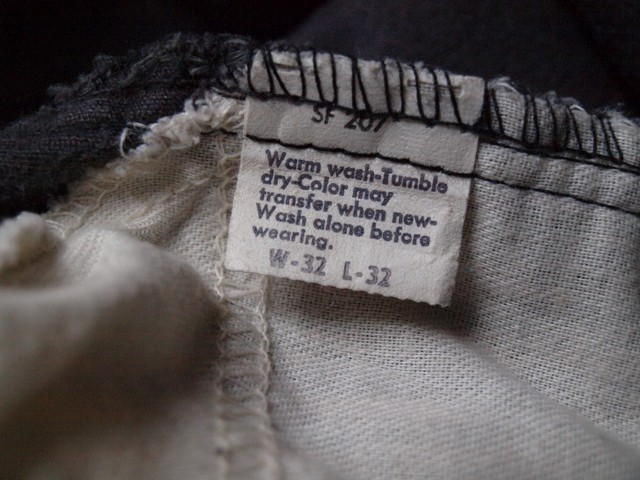 SF 207
Warm wash-Tumble
dry-Color may
transfer when new-
Wash alone before
wearing.
W-32 L-32